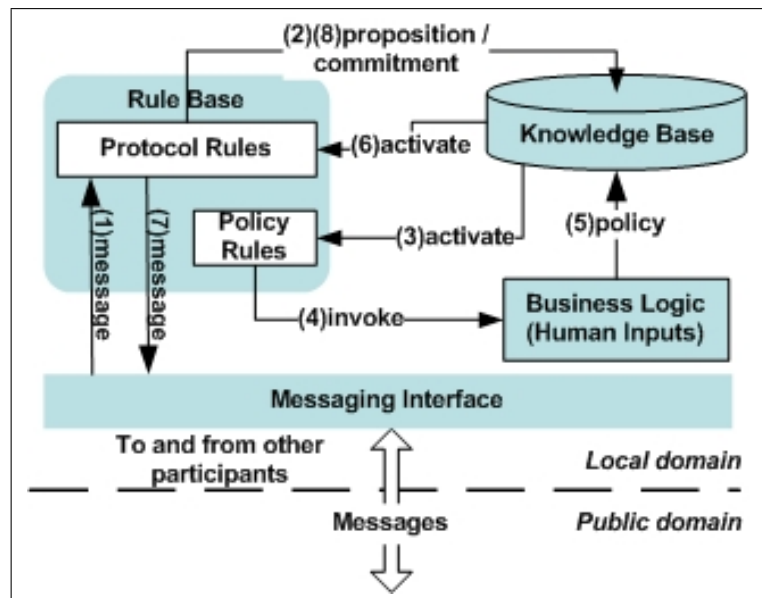 (2)(8)proposition /
commitment
Rule Base
Protocol Rules
Knowledge Base
(6)activate
(1)message
(7)message
Policy
Rules
(3)activate
(5)policy
(4)invoke
Business Logic
(Human Inputs)
Messaging Interface
To and from other
participants
Local domain
Messages
Public domain